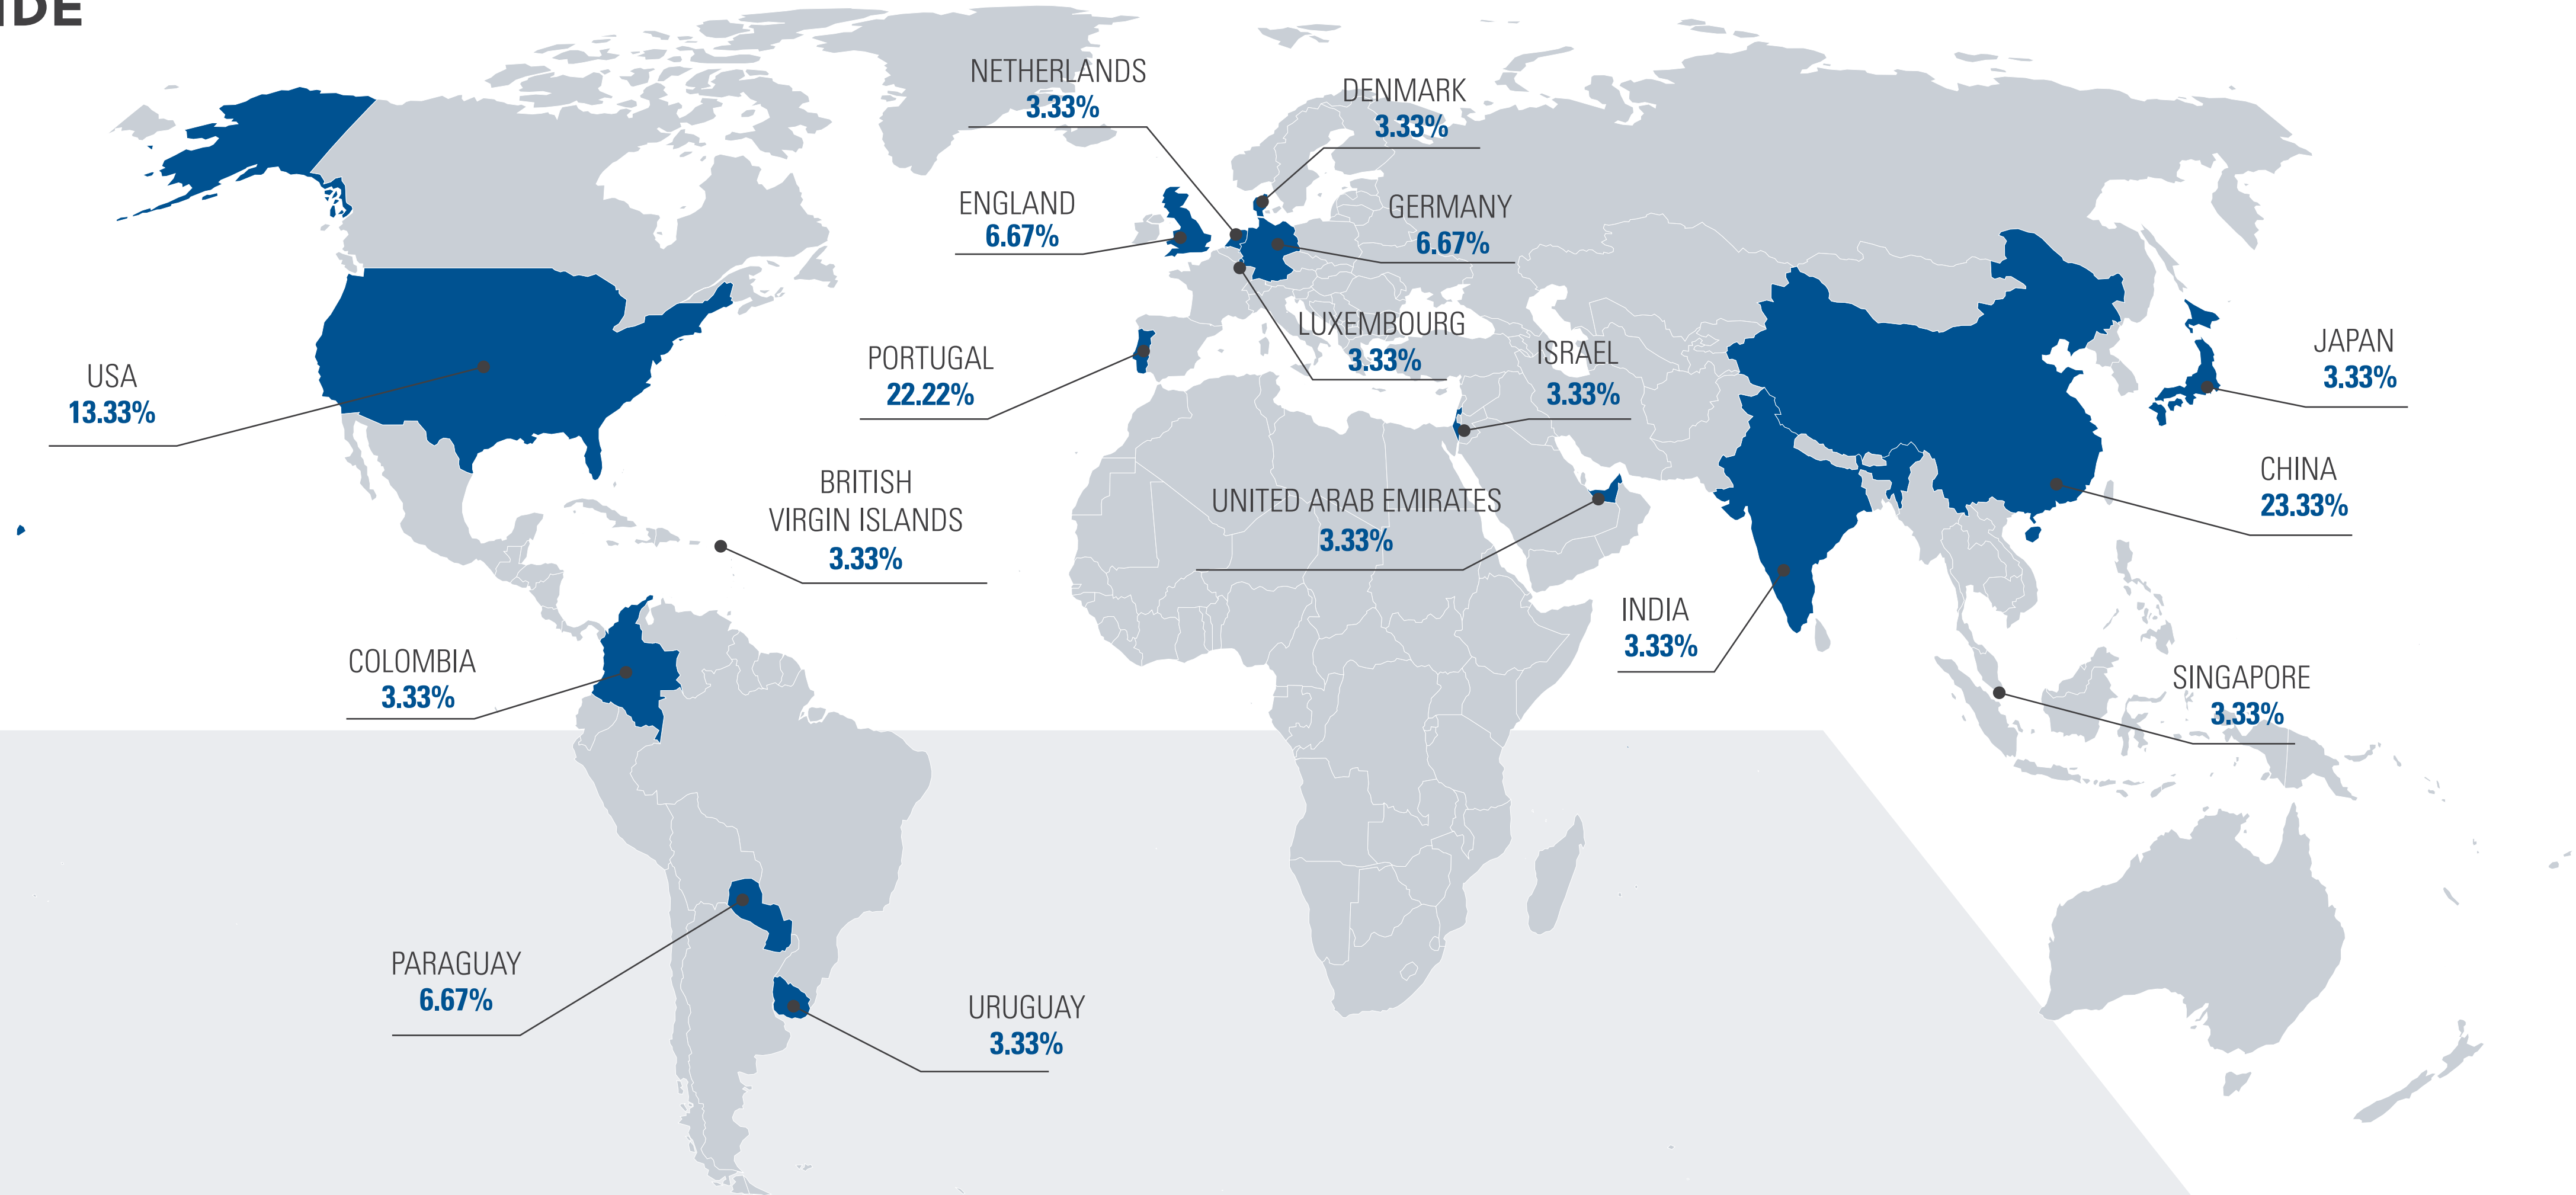 NETHERLANDS
3.33%
DENMARK
3.33%
ENGLAND
6.67%
GERMANY
6.67%
LUXEMBOURG
3.33%
PORTUGAL
22.22%
ISRAEL
3.33%
JAPAN
3.33%
USA
13.33%
BRITISH
VIRGIN ISLANDS
3.33%
UNITED ARAB EMIRATES
3.33%
CHINA
23.33%
INDIA
3.33%
COLOMBIA
3.33%
SINGAPORE
3.33%
PARAGUAY
6.67%
URUGUAY
3.33%